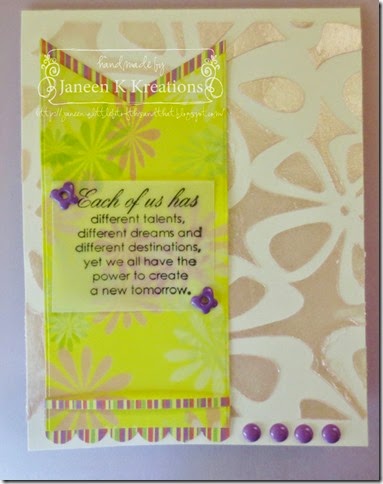 handmade by
Janeen K Kreations
Each of us has
different talents,
different dreams and
different destinations,
yet we all have the
power to create
a new tomorrow.